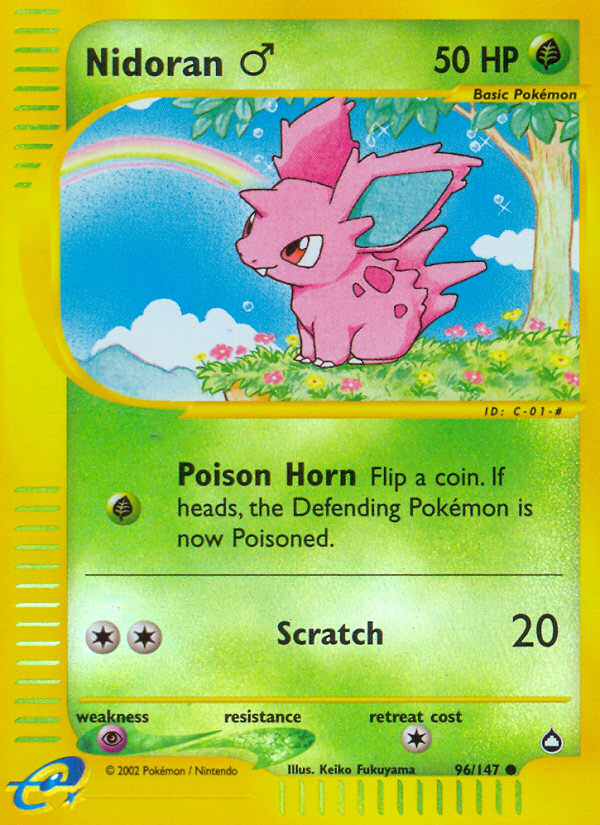 Nidoran ♂ 50 HP
Basic Pokémon
ID: C-01-#
Poison Horn Flip a coin. If
heads, the Defending Pokémon is
now Poisoned.
Scratch 20
weakness resistance retreat cost
© 2002 Pokémon / Nintendo Illus. Keiko Fukuyama 96/147 ●